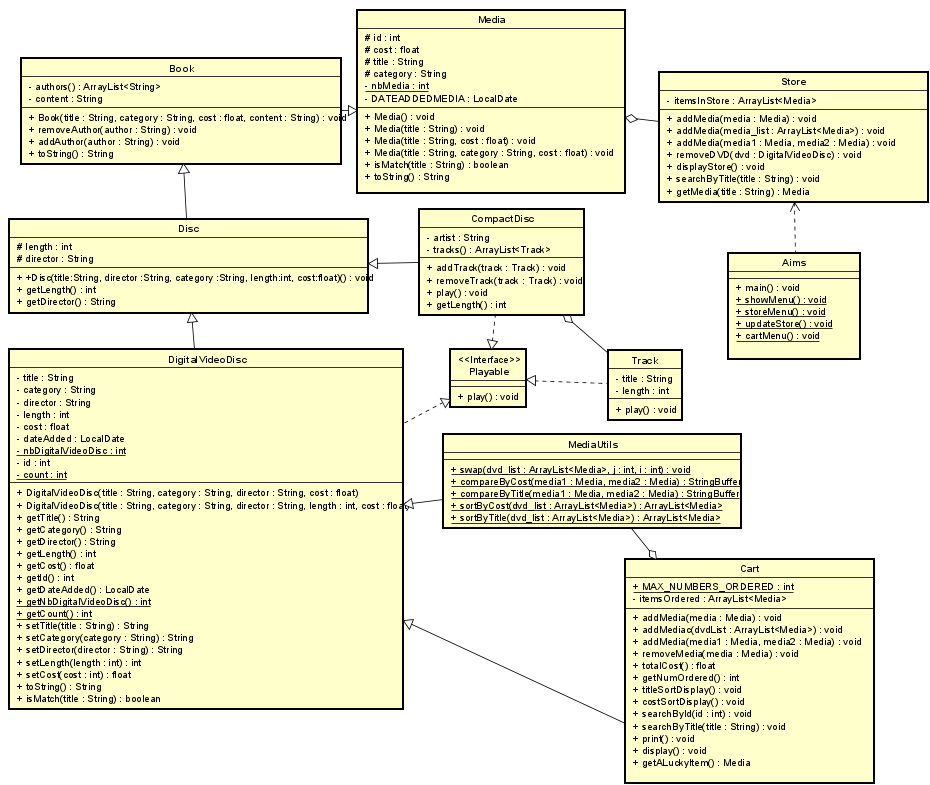 Media
# id : int
# cost : float
# title : String
# category : String
- nbMedia : int
- DATEADDEDMEDIA : LocalDate
+ Media() : void
+ Media(title : String) : void
+ Media(title : String, cost : float) : void
+ Media(title : String, category : String, cost : float) : void
+ isMatch(title : String) : boolean
+ toString() : String
Book
- authors() : ArrayList<String>
- content : String
+ Book(title : String, category : String, cost : float, content : String) : void
+ removeAuthor(author : String) : void
+ addAuthor(author : String) : void
+ toString() : String
Store
- itemsInStore : ArrayList<Media>
+ addMedia(media : Media) : void
+ addMedia(media_list : ArrayList<Media>) : void
+ addMedia(media1 : Media, media2 : Media) : void
+ removeDVD(dvd : DigitalVideoDisc) : void
+ displayStore() : void
+ searchByTitle(title : String) : void
+ getMedia(title : String) : Media
Disc
# length : int
# director : String
+ +Disc(title:String, director :String, category :String, length:int, cost:float)() : void
+ getLength() : int
+ getDirector() : String
CompactDisc
- artist : String
- tracks() : ArrayList<Track>
+ addTrack(track : Track) : void
+ removeTrack(track : Track) : void
+ play() : void
+ getLength() : int
Aims
+ main() : void
+ showMenu() : void
+ storeMenu() : void
+ updateStore() : void
+ cartMenu() : void
DigitalVideoDisc
- title : String
- category : String
- director : String
- length : int
- cost : float
- dateAdded : LocalDate
- nbDigitalVideoDisc : int
- id : int
- count : int
+ DigitalVideoDisc(title : String, category : String, director : String, cost : float)
+ DigitalVideoDisc(title : String, category : String, director : String, length : int, cost : float)
+ getTitle() : String
+ getCategory() : String
+ getDirector() : String
+ getLength() : int
+ getCost() : float
+ getId() : int
+ getDateAdded() : LocalDate
+ getNbDigitalVideoDisc() : int
+ getCount() : int
+ setTitle(title : String) : String
+ setCategory(category : String) : String
+ setDirector(director : String) : String
+ setLength(length : int) : int
+ setCost(cost : int) : float
+ toString() : String
+ isMatch(title : String) : boolean
<<Interface>>
Playable
+ play() : void
Track
- title : String
- length : int
+ play() : void
MediaUtils
+ swap(dvd_list : ArrayList<Media>, j : int, i : int) : void
+ compareByCost(media1 : Media, media2 : Media) : StringBuffer
+ compareByTitle(media1 : Media, media2 : Media) : StringBuffer
+ sortByCost(dvd_list : ArrayList<Media>) : ArrayList<Media>
+ sortByTitle(dvd_list : ArrayList<Media>) : ArrayList<Media>
Cart
+ MAX_NUMBERS_ORDERED : int
- itemsOrdered : ArrayList<Media>
+ addMedia(media : Media) : void
+ addMediac(dvdList : ArrayList<Media>) : void
+ addMedia(media1 : Media, media2 : Media) : void
+ removeMedia(media : Media) : void
+ totalCost() : float
+ getNumOrdered() : int
+ titleSortDisplay() : void
+ costSortDisplay() : void
+ searchById(id : int) : void
+ searchByTitle(title : String) : void
+ print() : void
+ display() : void
+ getALuckyItem() : Media